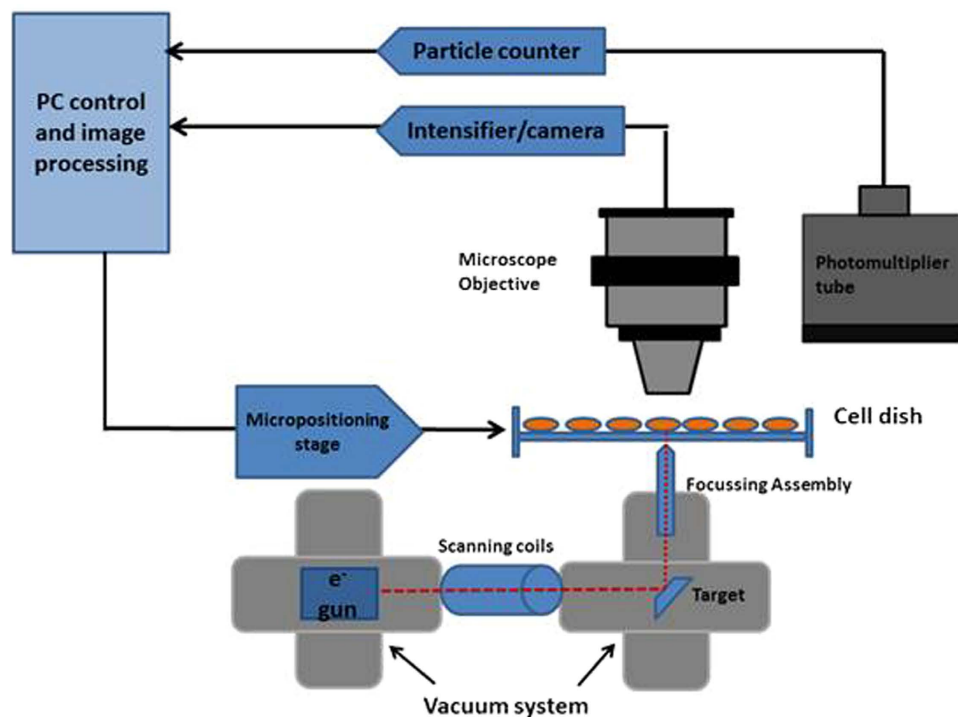 Particle counter
PC control
and image
processing
Intensifier/camera
Microscope
Objective
Photomultiplier
tube
Micropositioning
stage
Cell dish
Focussing Assembly
Scanning coils
e-
gun
Target
Vacuum system